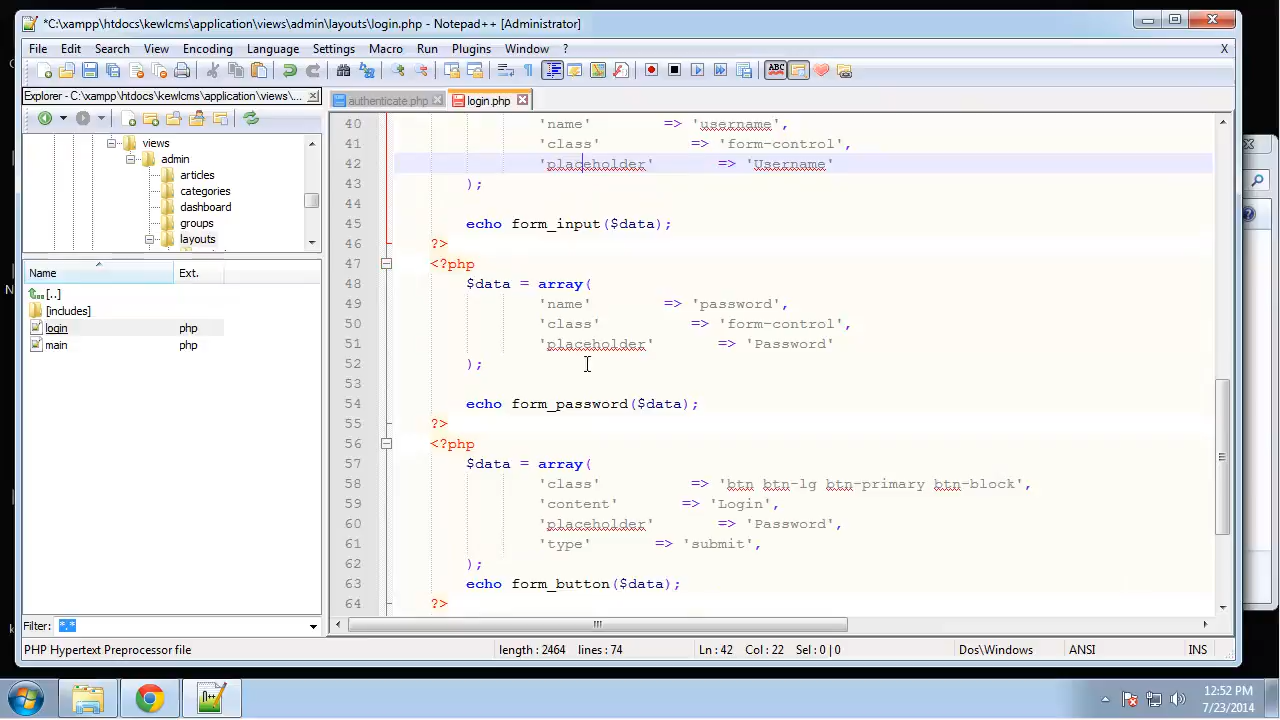 *C:\xampp\htdocs\kewlcms\application\views\admin\layouts\login.php - Notepad++ [Administrator]
File Edit Search View Encoding Language Settings Macro Run Plugins Window ? X
Explorer - C:\xampp\htdocs\kewlcms\application\views\...
authenticate.php login.php
views
admin
articles
categories
dashboard
groups
layouts
Name Ext.
[..]
[includes]
login php
main php
Filter: *.*
40 'name' => 'username',
41 'class' => 'form-control',
42 'placeholder' => 'Username'
43 );
44
45 echo form_input($data);
46 ?>
47 <?php
48 $data = array(
49 'name' => 'password',
50 'class' => 'form-control',
51 'placeholder' => 'Password'
52 );
53
54 echo form_password($data);
55 ?>
56 <?php
57 $data = array(
58 'class' => 'btn btn-lg btn-primary btn-block',
59 'content' => 'Login',
60 'placeholder' => 'Password',
61 'type' => 'submit',
62 );
63 echo form_button($data);
64 ?>
PHP Hypertext Preprocessor file length : 2464 lines : 74 Ln : 42 Col : 22 Sel : 0 | 0 Dos\Windows ANSI INS
12:52 PM
7/23/2014